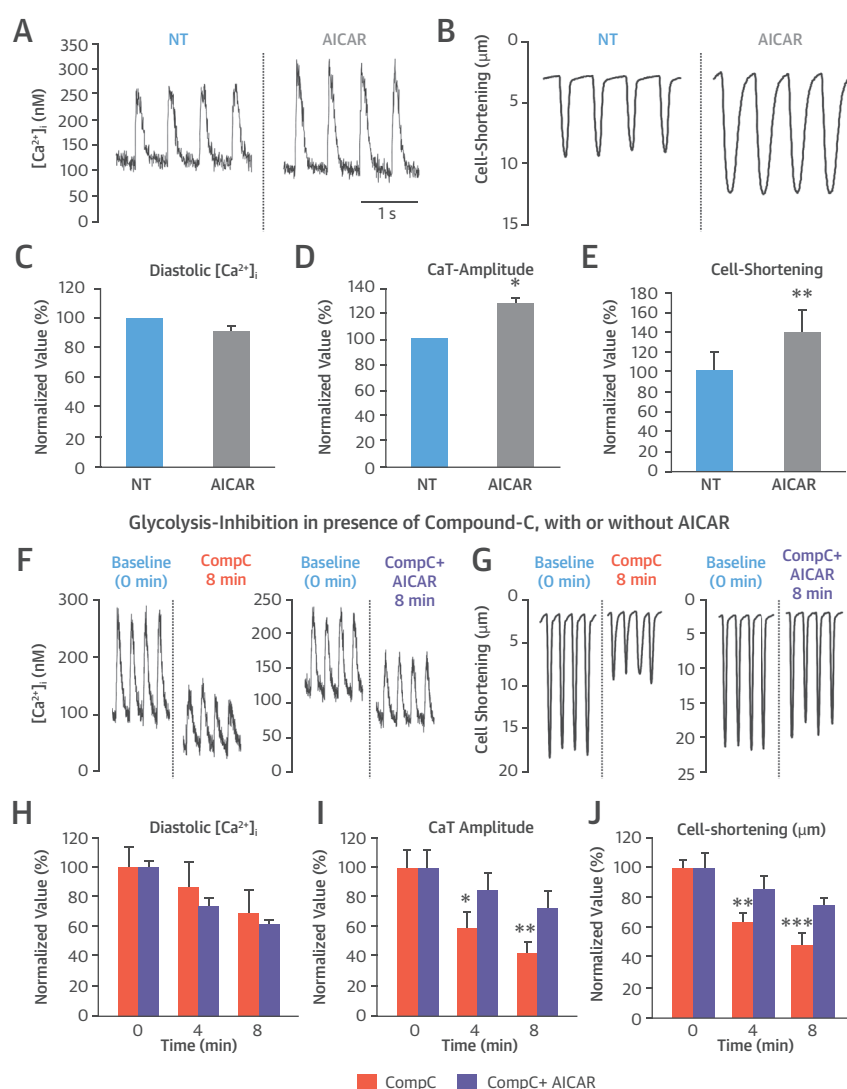 A
NT
AICAR
[Ca²⁺]ᵢ (nM)
350
300
250
200
150
100
50
0
1 s
B
NT
AICAR
Cell-Shortening (μm)
0
5
10
15
C
Diastolic [Ca²⁺]ᵢ
Normalized Value (%)
120
100
80
60
40
20
0
NT
AICAR
D
CaT-Amplitude
Normalized Value (%)
140
120
100
80
60
40
20
0
*
NT
AICAR
E
Cell-Shortening
Normalized Value (%)
180
160
140
120
100
80
60
40
20
0
**
NT
AICAR
Glycolysis-Inhibition in presence of Compound-C, with or without AICAR
F
Baseline
(0 min)
CompC
8 min
[Ca²⁺]ᵢ (nM)
300
200
100
0
Baseline
(0 min)
CompC+
AICAR
8 min
250
200
150
100
50
0
G
Baseline
(0 min)
CompC
8 min
Cell Shortening (μm)
0
5
10
15
20
Baseline
(0 min)
CompC+
AICAR
8 min
0
5
10
15
20
25
H
Diastolic [Ca²⁺]ᵢ
Normalized Value (%)
120
100
80
60
40
20
0
0
4
8
Time (min)
I
CaT Amplitude
Normalized Value (%)
120
100
80
60
40
20
0
*
**
0
4
8
Time (min)
J
Cell-shortening (μm)
Normalized Value (%)
120
100
80
60
40
20
0
**
***
0
4
8
Time (min)
CompC
CompC+ AICAR